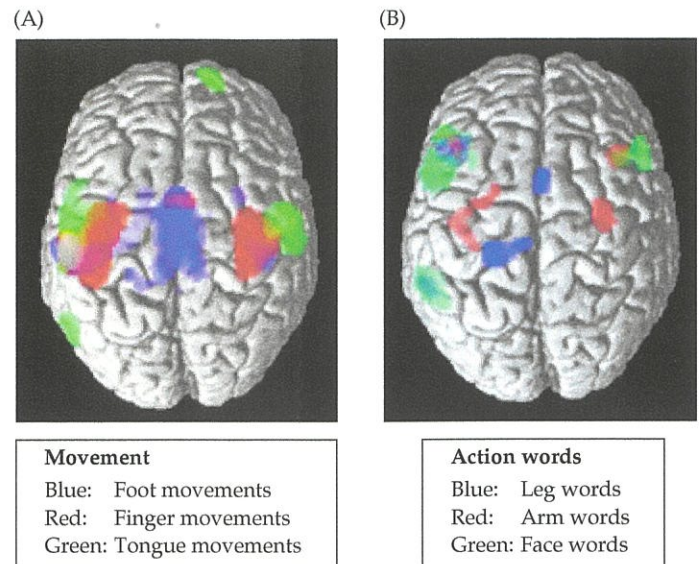 (A)
(B)
Movement
Blue: Foot movements
Red: Finger movements
Green: Tongue movements
Action words
Blue: Leg words
Red: Arm words
Green: Face words